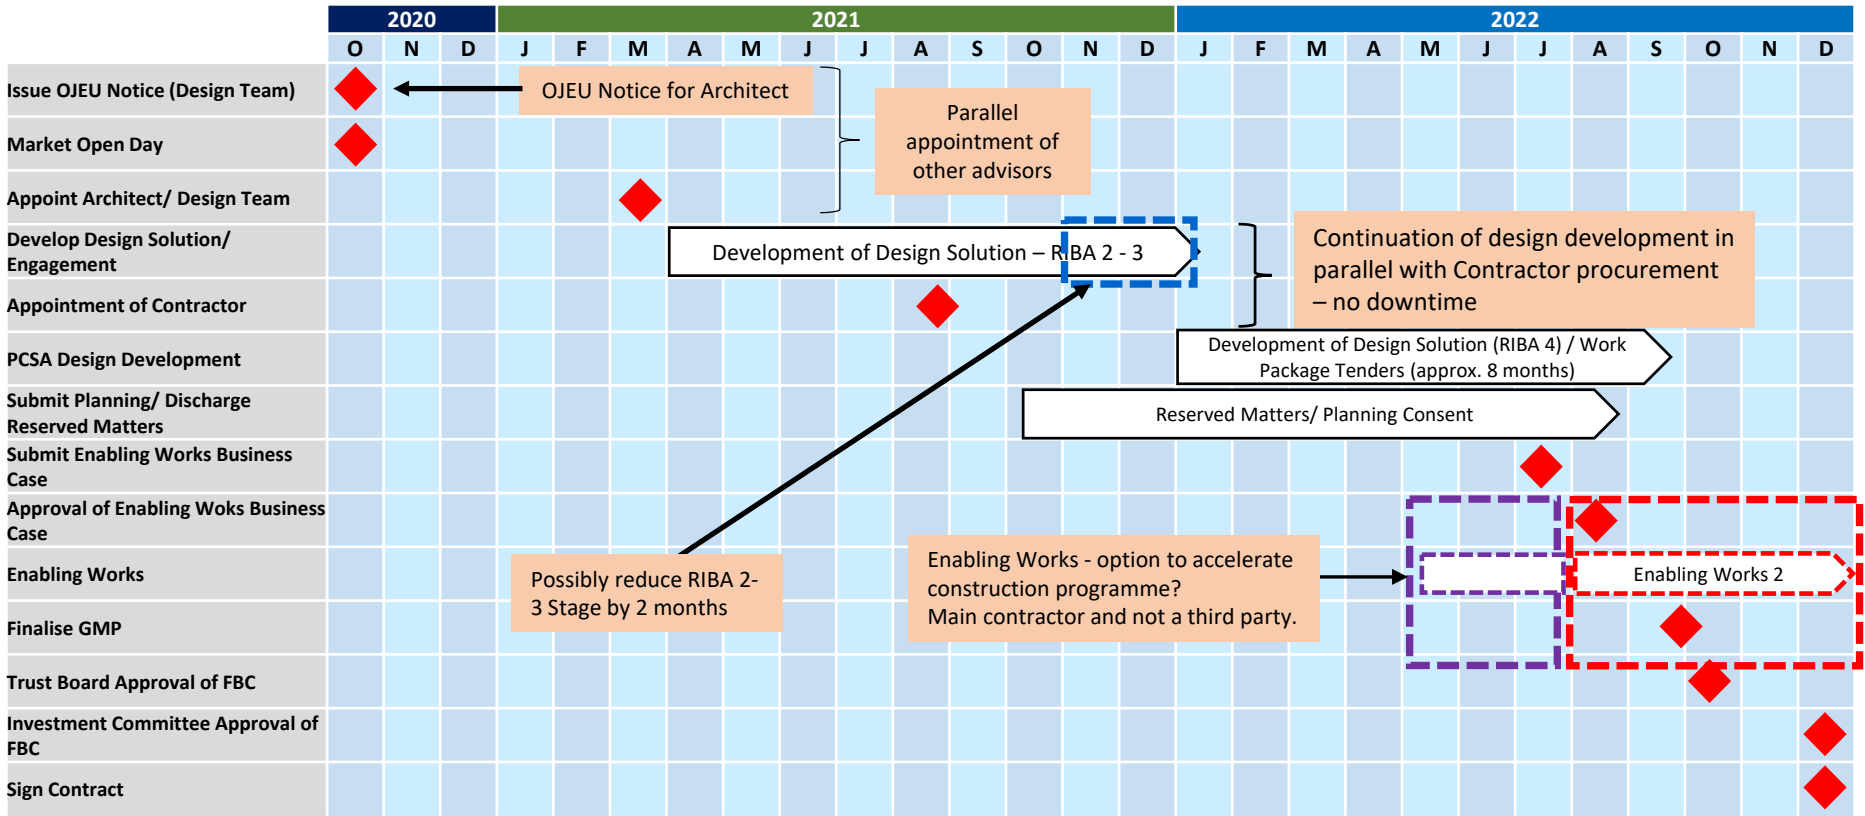 2020 2021 2022
O N D J F M A M J J A S O N D J F M A M J J A S O N D
Issue OJEU Notice (Design Team)
OJEU Notice for Architect
Market Open Day
Parallel
appointment of
other advisors
Appoint Architect/ Design Team
Develop Design Solution/
Engagement
Development of Design Solution – RIBA 2 - 3
Continuation of design development in
parallel with Contractor procurement
– no downtime
Appointment of Contractor
PCSA Design Development
Development of Design Solution (RIBA 4) / Work
Package Tenders (approx. 8 months)
Submit Planning/ Discharge
Reserved Matters
Reserved Matters/ Planning Consent
Submit Enabling Works Business
Case
Approval of Enabling Woks Business
Case
Enabling Works
Possibly reduce RIBA 2-
3 Stage by 2 months
Enabling Works - option to accelerate
construction programme?
Main contractor and not a third party.
Enabling Works 2
Finalise GMP
Trust Board Approval of FBC
Investment Committee Approval of
FBC
Sign Contract